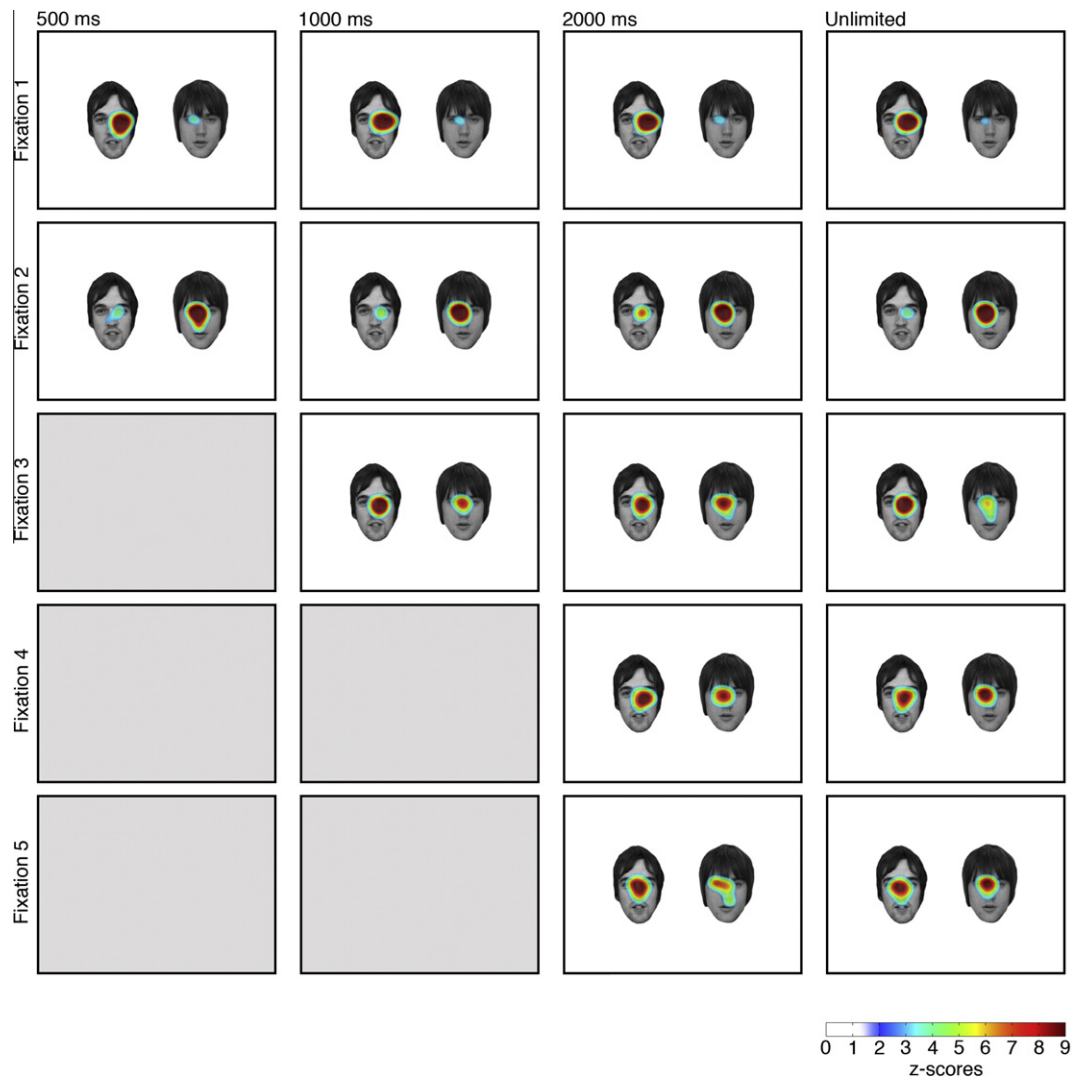 500 ms 1000 ms 2000 ms Unlimited
Fixation 1
Fixation 2
Fixation 3
Fixation 4
Fixation 5
0 1 2 3 4 5 6 7 8 9
z-scores